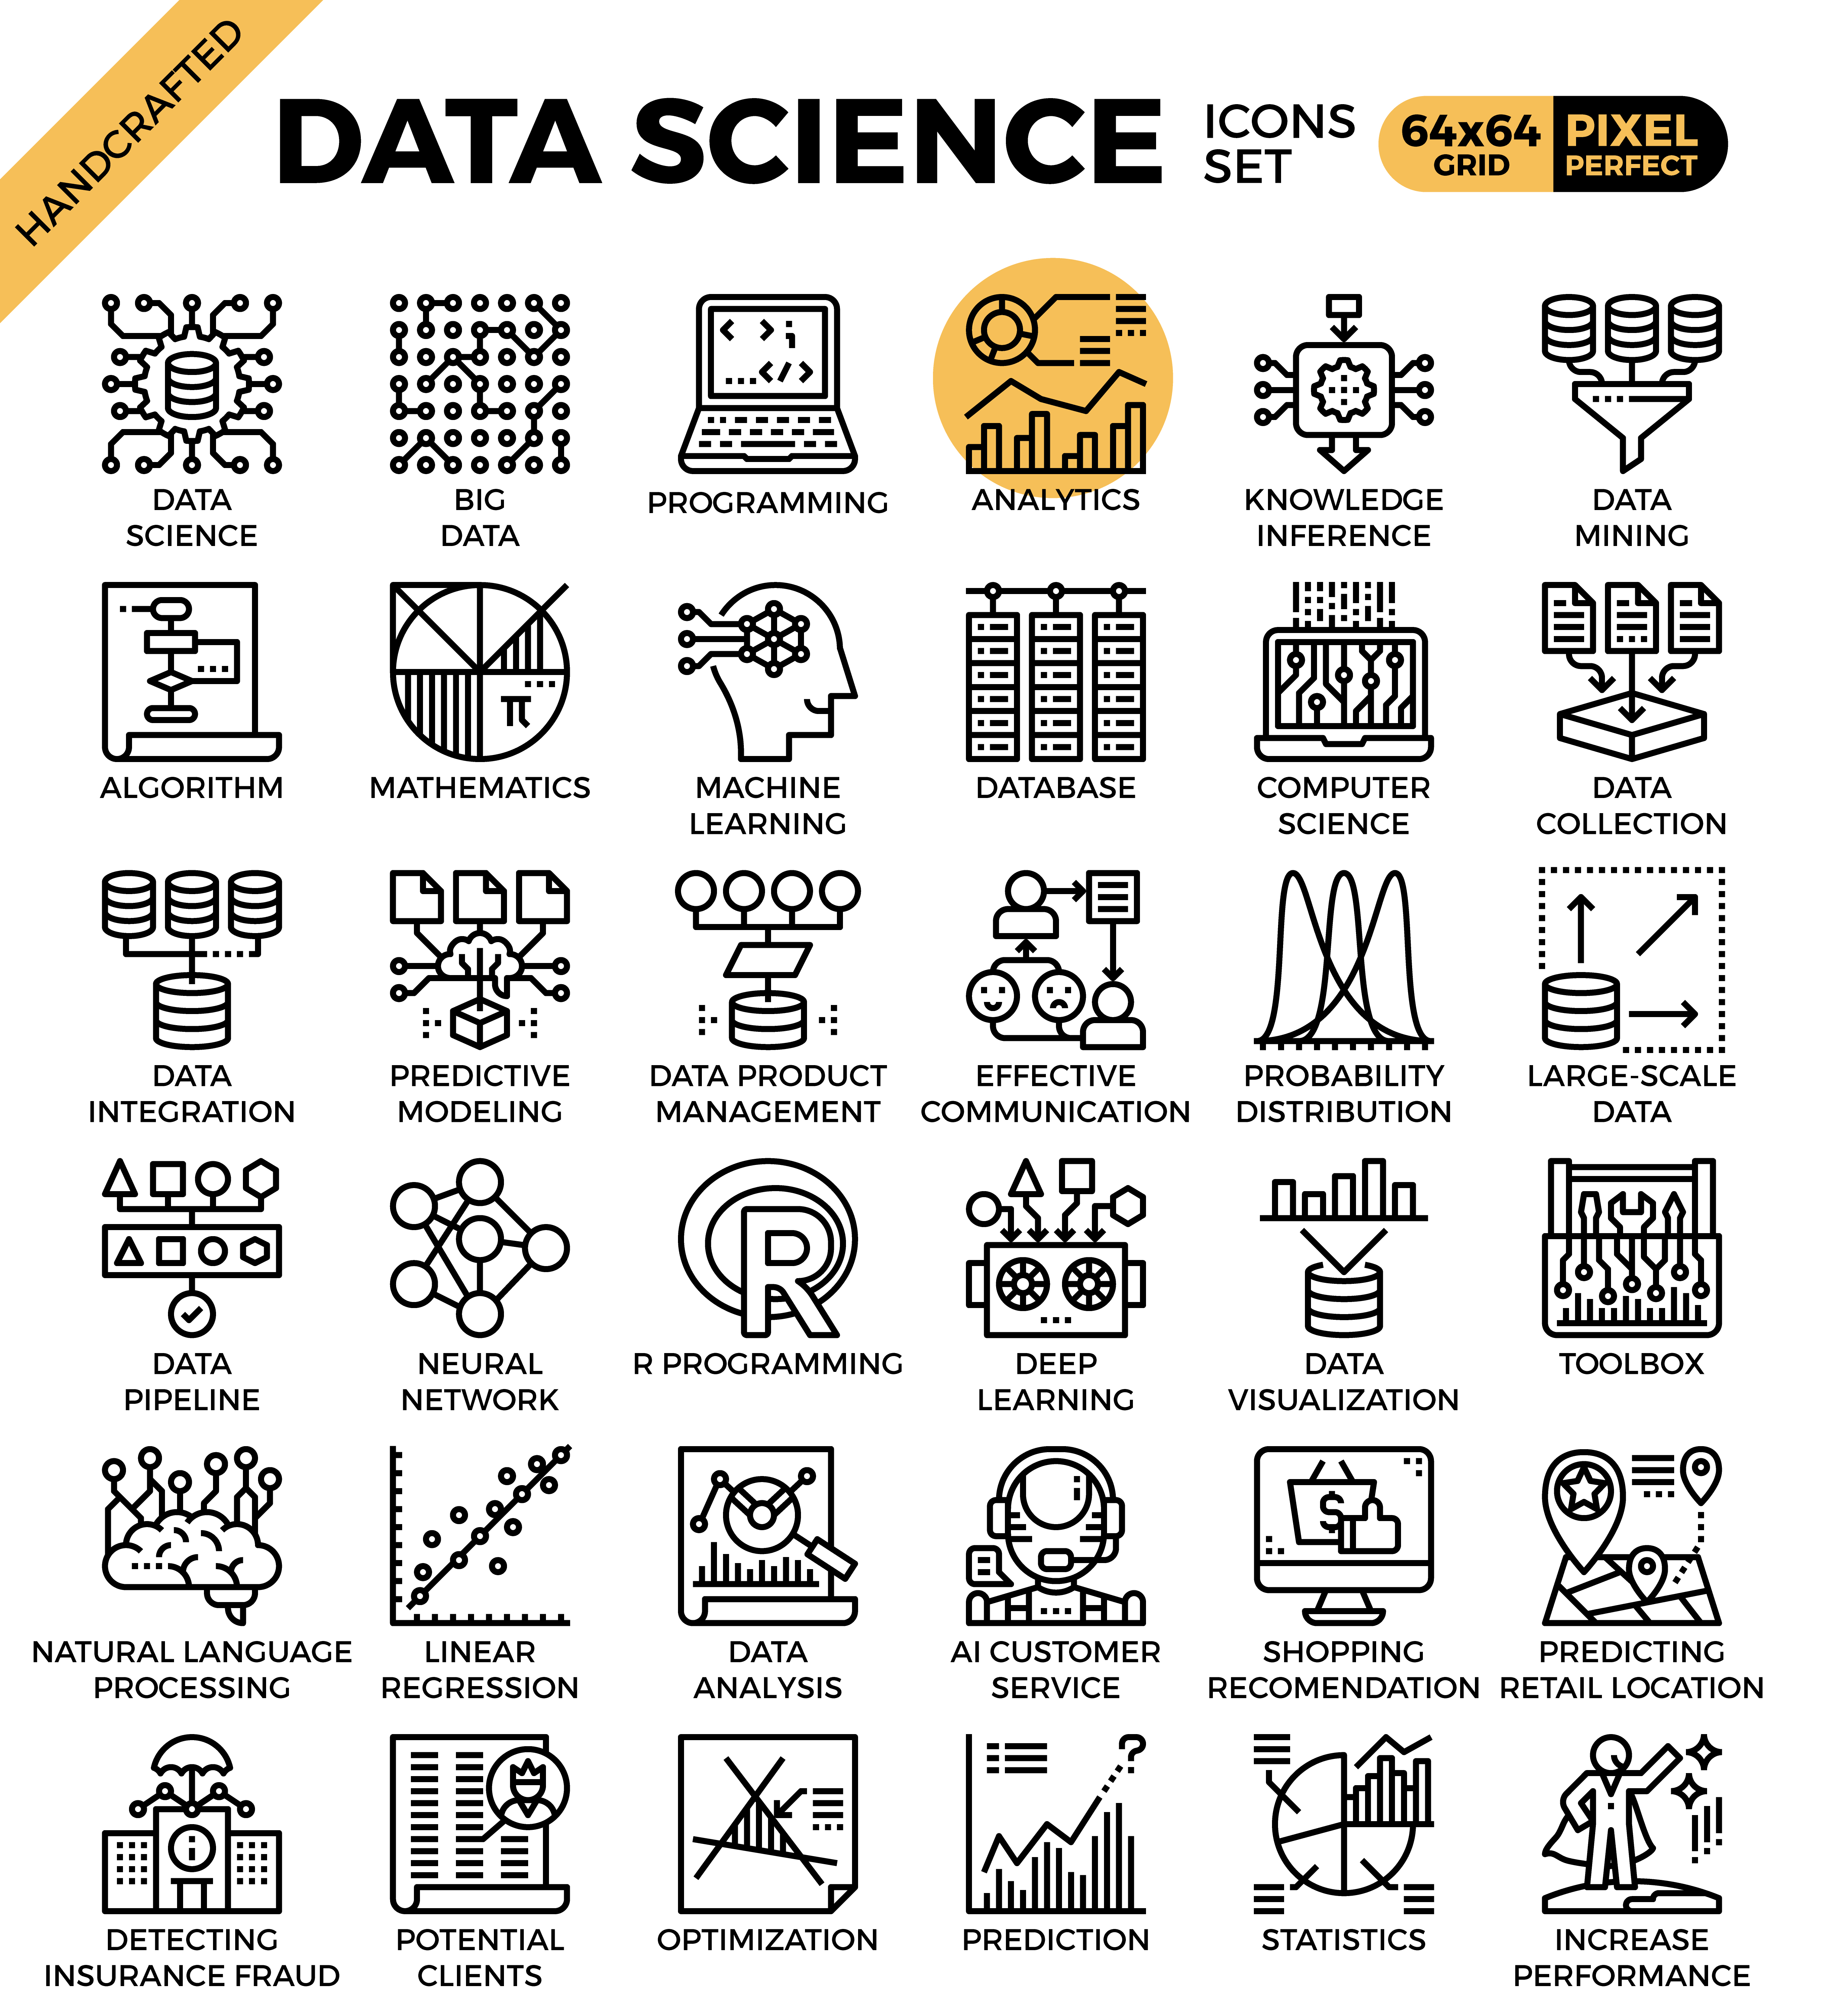 HANDCRAFTED
DATA SCIENCE
ICONS
SET
64x64
GRID
PIXEL
PERFECT
DATA
SCIENCE
BIG
DATA
PROGRAMMING
ANALYTICS
KNOWLEDGE
INFERENCE
DATA
MINING
ALGORITHM
π
MATHEMATICS
MACHINE
LEARNING
DATABASE
COMPUTER
SCIENCE
DATA
COLLECTION
DATA
INTEGRATION
PREDICTIVE
MODELING
DATA PRODUCT
MANAGEMENT
EFFECTIVE
COMMUNICATION
PROBABILITY
DISTRIBUTION
LARGE-SCALE
DATA
DATA
PIPELINE
NEURAL
NETWORK
R
R PROGRAMMING
DEEP
LEARNING
DATA
VISUALIZATION
TOOLBOX
NATURAL LANGUAGE
PROCESSING
LINEAR
REGRESSION
DATA
ANALYSIS
AI CUSTOMER
SERVICE
$
SHOPPING
RECOMENDATION
PREDICTING
RETAIL LOCATION
i
DETECTING
INSURANCE FRAUD
POTENTIAL
CLIENTS
OPTIMIZATION
?
PREDICTION
STATISTICS
INCREASE
PERFORMANCE